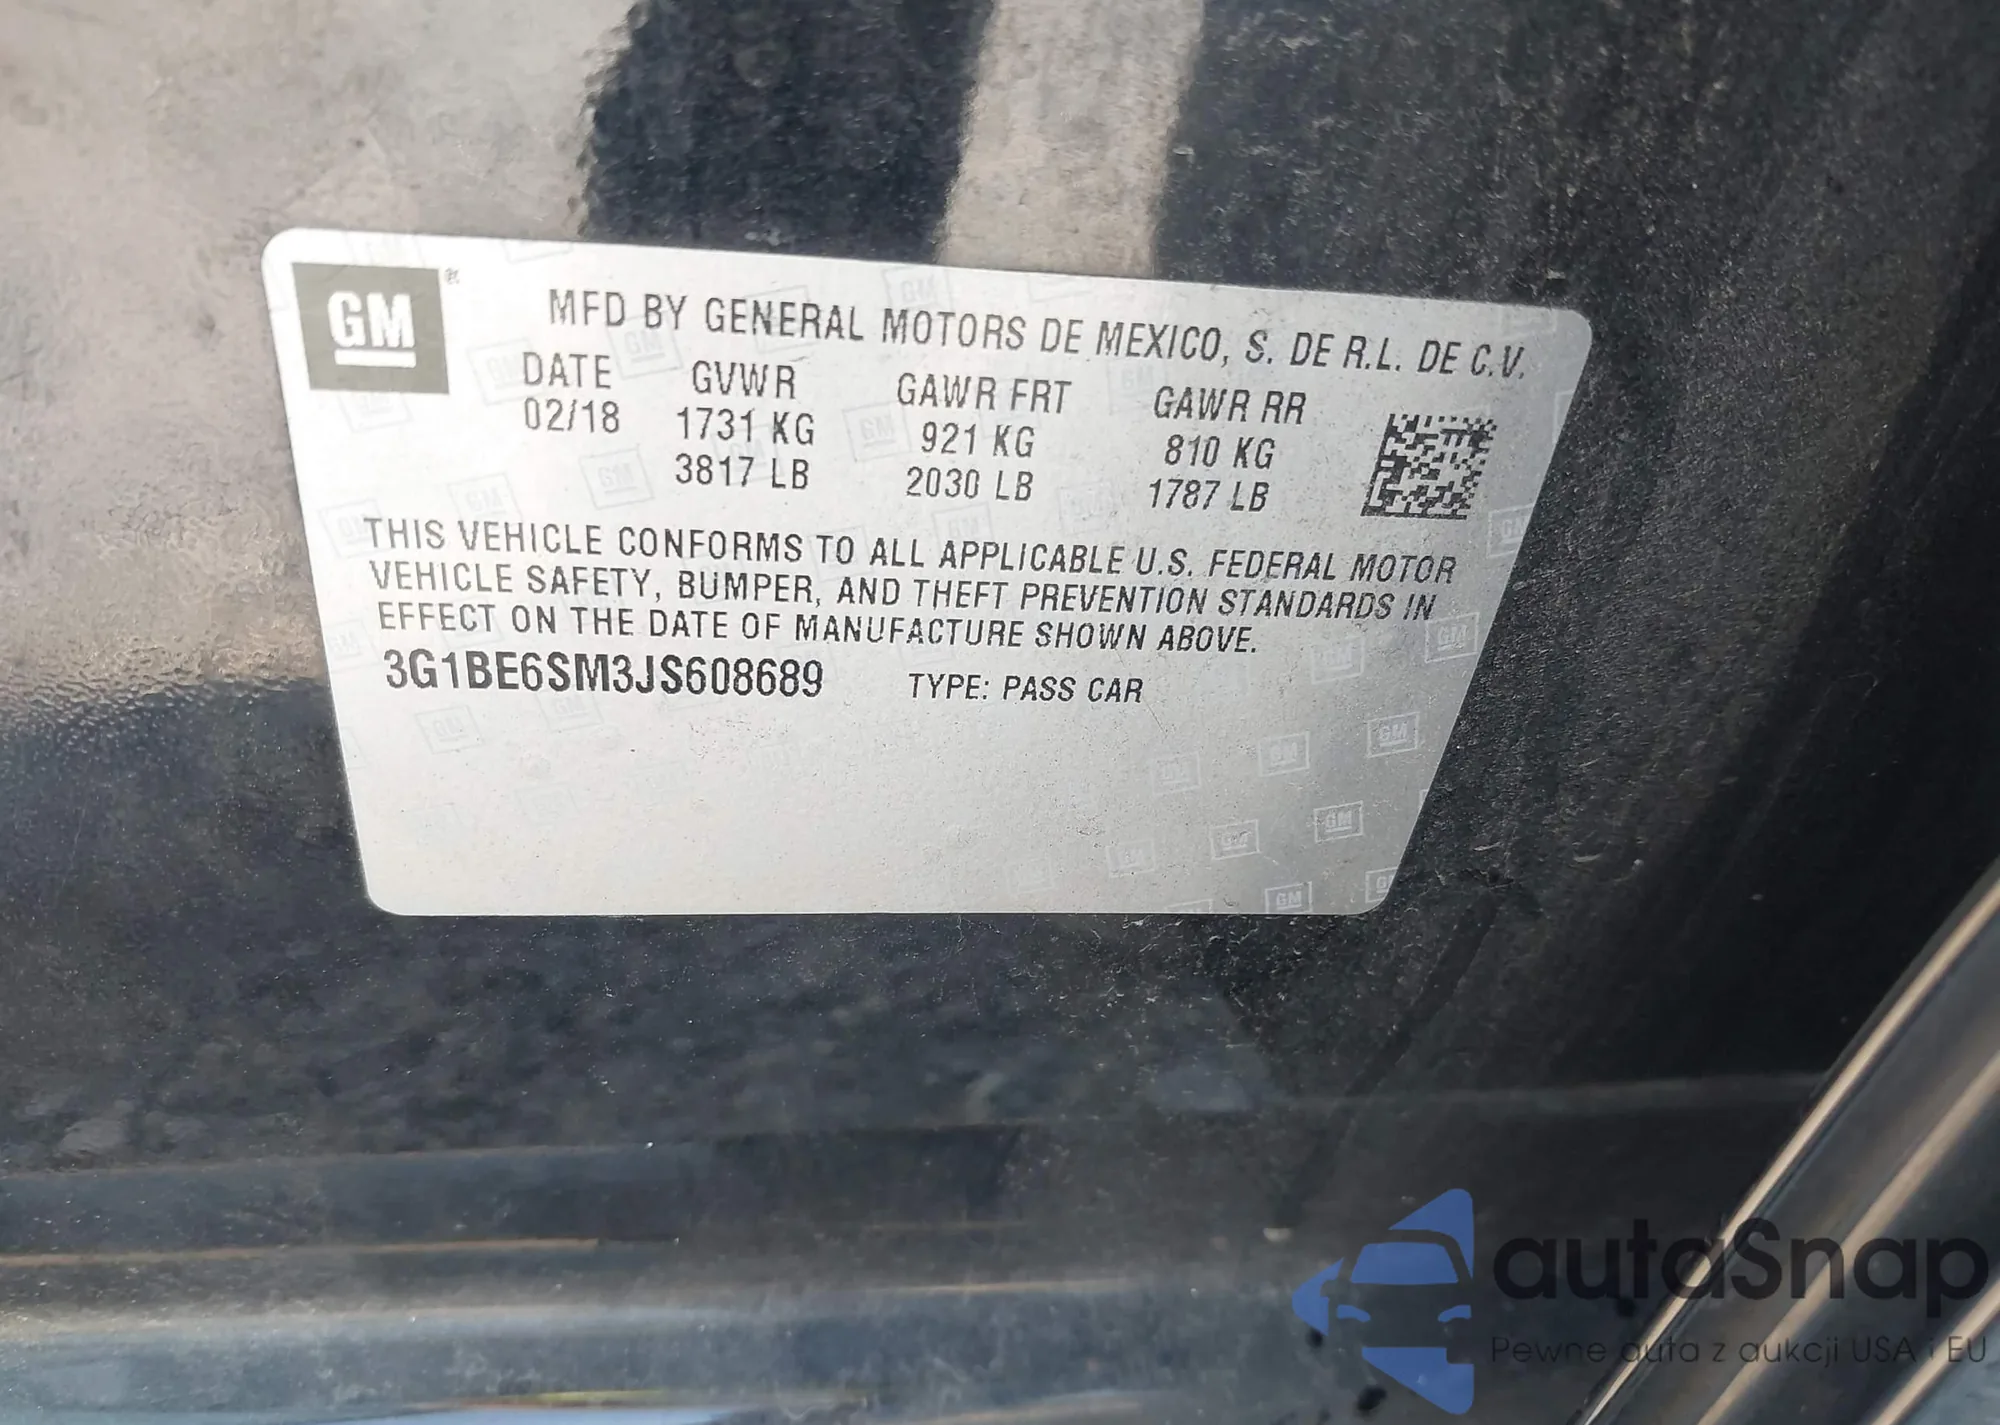 GM
MFD BY GENERAL MOTORS DE MEXICO, S. DE R.L. DE C.V.
DATE GVWR GAWR FRT GAWR RR
02/18 1731 KG 921 KG 810 KG
3817 LB 2030 LB 1787 LB
THIS VEHICLE CONFORMS TO ALL APPLICABLE U.S. FEDERAL MOTOR
VEHICLE SAFETY, BUMPER, AND THEFT PREVENTION STANDARDS IN
EFFECT ON THE DATE OF MANUFACTURE SHOWN ABOVE.
3G1BE6SM3JS608689 TYPE: PASS CAR
autaSnap
Pewne auta z aukcji USA i EU